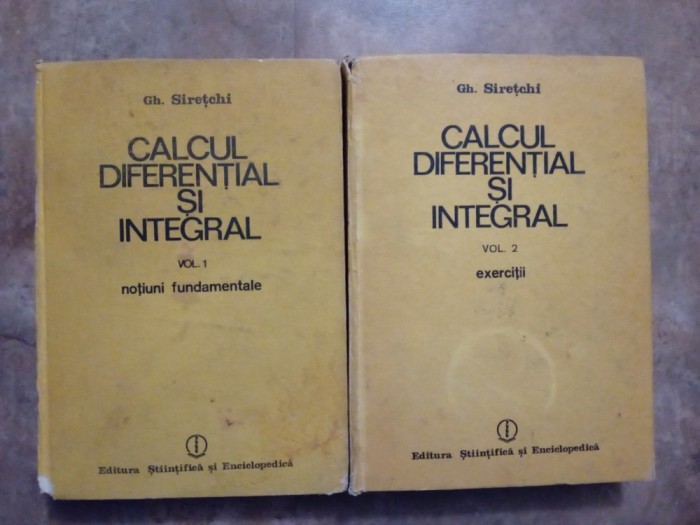 Gh. Sirețchi
CALCUL
DIFERENȚIAL
ȘI
INTEGRAL
VOL. 1
noțiuni fundamentale
Editura Științifică și Enciclopedică
Gh. Sirețchi
CALCUL
DIFERENȚIAL
ȘI
INTEGRAL
VOL. 2
exerciții
Editura Științifică și Enciclopedică